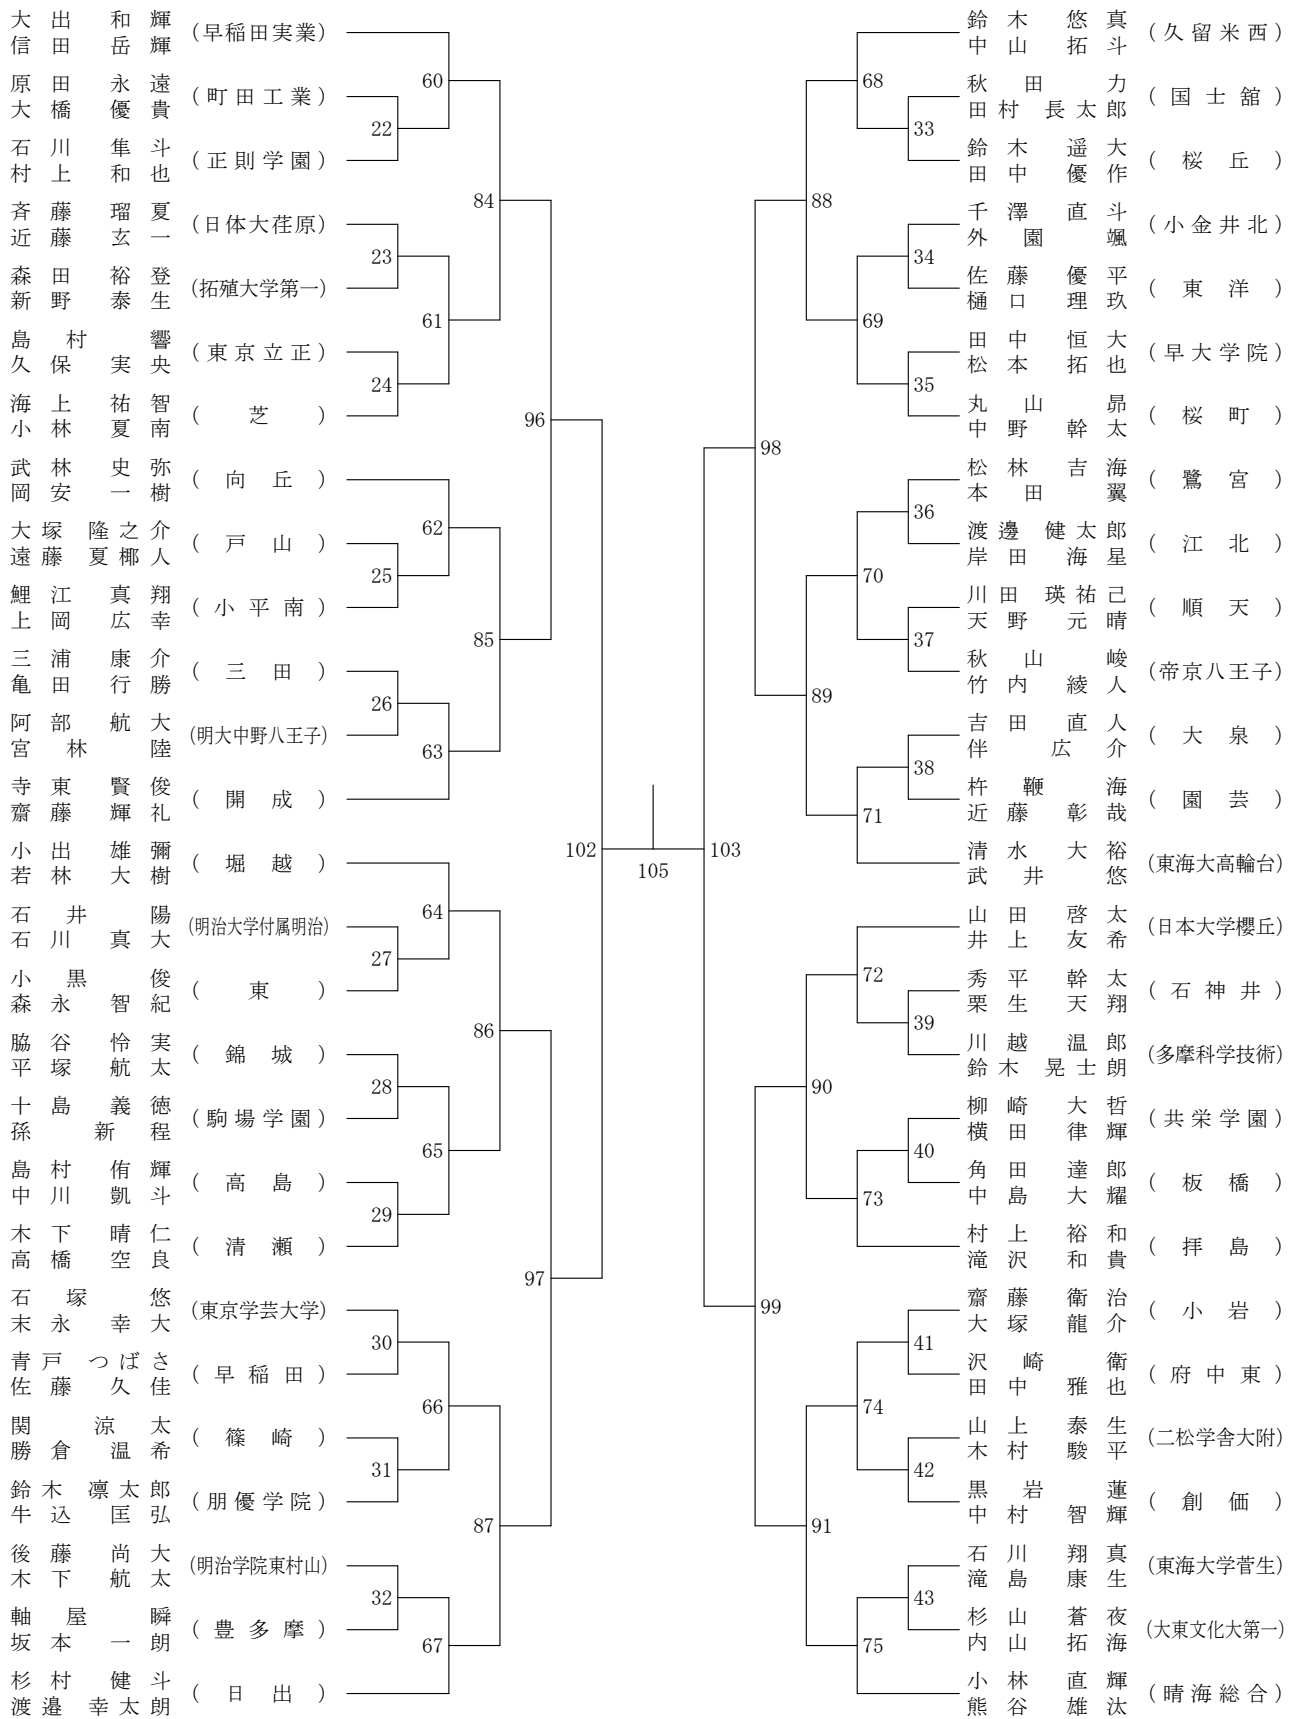 大出 和輝
信田 岳輝
(早稲田実業)
原田 永遠
大橋 優貴
(町田工業)
石川 隼斗
村上 和也
(正則学園)
斉藤 瑠夏
近藤 玄一
(日体大荏原)
森田 裕登
新野 泰生
(拓殖大学第一)
島村 響
久保 実央
(東京立正)
海上 祐智
小林 夏南
(芝)
武林 史弥
岡安 一樹
(向丘)
大塚 隆之介
遠藤 夏椰人
(戸山)
鯉江 真翔
上岡 広幸
(小平南)
三浦 康介
亀田 行勝
(三田)
阿部 航大
宮林 陸
(明大中野八王子)
寺東 賢俊
齋藤 輝礼
(開成)
小出 雄彌
若林 大樹
(堀越)
石井 陽
石川 真大
(明治大学付属明治)
小黒 俊
森永 智紀
(東)
脇谷 怜実
平塚 航太
(錦城)
十島 義徳
孫 新程
(駒場学園)
島村 侑輝
中川 凱斗
(高島)
木下 晴仁
高橋 空良
(清瀬)
石塚 悠
末永 幸大
(東京学芸大学)
青戸 つばさ
佐藤 久佳
(早稲田)
関 涼太
勝倉 温希
(篠崎)
鈴木 凛太郎
牛込 匡弘
(朋優学院)
後藤 尚大
木下 航太
(明治学院東村山)
軸屋 瞬
坂本 一朗
(豊多摩)
杉村 健斗
渡邉 幸太朗
(日出)
60
22
84
23
61
24
96
62
25
85
26
63
102
64
27
86
28
65
29
97
30
66
31
87
32
67
105
103
68
33
88
34
69
35
98
36
70
37
89
38
71
72
39
90
40
73
99
41
74
42
91
43
75
鈴木 悠真
中山 拓斗
(久留米西)
秋田 力
田村 長太郎
(国士舘)
鈴木 遥大
田中 優作
(桜丘)
千澤 直斗
外園 颯
(小金井北)
佐藤 優平
樋口 理玖
(東洋)
田中 恒大
松本 拓也
(早大学院)
丸山 昴
中野 幹太
(桜町)
松林 吉海
本田 翼
(鷺宮)
渡邊 健太郎
岸田 海星
(江北)
川田 瑛祐己
天野 元晴
(順天)
秋山 峻
竹内 綾人
(帝京八王子)
吉田 直人
伴 広介
(大泉)
杵鞭 海
近藤 彰哉
(園芸)
清水 大裕
武井 悠
(東海大高輪台)
山田 啓太
井上 友希
(日本大学櫻丘)
秀平 幹太
栗生 天翔
(石神井)
川越 温郎
鈴木 晃士朗
(多摩科学技術)
柳崎 大哲
横田 律輝
(共栄学園)
角田 達郎
中島 大耀
(板橋)
村上 裕和
滝沢 和貴
(拝島)
齋藤 衛治
大塚 龍介
(小岩)
沢崎 衛
田中 雅也
(府中東)
山上 泰生
木村 駿平
(二松学舎大附)
黒岩 蓮
中村 智輝
(創価)
石川 翔真
滝島 康生
(東海大学菅生)
杉山 蒼夜
内山 拓海
(大東文化大第一)
小林 直輝
熊谷 雄汰
(晴海総合)